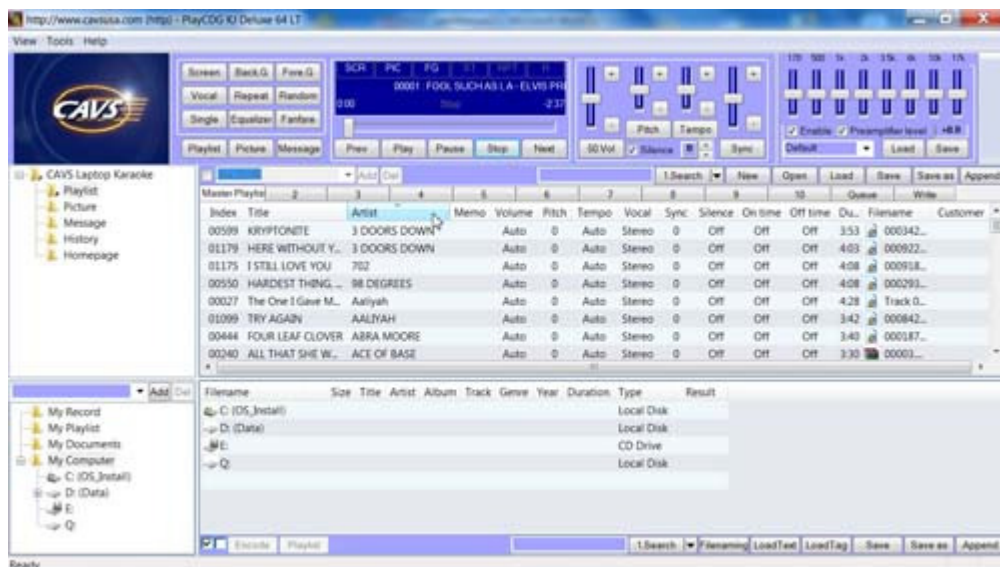 http://www.cavsusa.com (http) - PlayCDG KJ Deluxe 64 LT
View Tools Help
CAVS
Screen Back.G Fore.G
Vocal Repeat Random
Single Equalizer Fanfare
Playlist Picture Message
SCR PIC FG
00001 : FOOL SUCH AS I, A - ELVIS PRE
0:00 Stop -2:37
Prev Play Pause Stop Next
Pitch Tempo
50 Vol Silence Sync
170 500 1k 2k 3.5k 6k 10k 17k
Enable Preamplifier level
Default Load Save
CAVS Laptop Karaoke
Playlist
Picture
Message
History
Homepage
Add Del
1.Search New Open Load Save Save as Append
Master Playlist 2 3 4 5 6 7 8 9 10 Queue Write
Index Title Artist Memo Volume Pitch Tempo Vocal Sync Silence On time Off time Du... Filename Customer
00599 KRYPTONITE 3 DOORS DOWN Auto 0 Auto Stereo 0 Off Off Off 3:53 000342...
01179 HERE WITHOUT Y... 3 DOORS DOWN Auto 0 Auto Stereo 0 Off Off Off 4:03 000922...
01175 I STILL LOVE YOU 702 Auto 0 Auto Stereo 0 Off Off Off 4:08 000918...
00550 HARDEST THING, ... 98 DEGREES Auto 0 Auto Stereo 0 Off Off Off 4:08 000293...
00027 The One I Gave M... Aaliyah Auto 0 Auto Stereo 0 Off Off Off 4:28 Track 0...
01099 TRY AGAIN AALIYAH Auto 0 Auto Stereo 0 Off Off Off 3:42 000842...
00444 FOUR LEAF CLOVER ABRA MOORE Auto 0 Auto Stereo 0 Off Off Off 3:40 000187...
00240 ALL THAT SHE W... ACE OF BASE Auto 0 Auto Stereo 0 Off Off Off 3:30 00003...
Add Del
My Record
My Playlist
My Documents
My Computer
C: (OS_Install)
D: (Data)
E:
Q:
Filename Size Title Artist Album Track Genre Year Duration Type Result
C: (OS_Install) Local Disk
D: (Data) Local Disk
E: CD Drive
Q: Local Disk
Encode Playlist
1.Search Filenaming LoadText LoadTag Save Save as Append
Ready